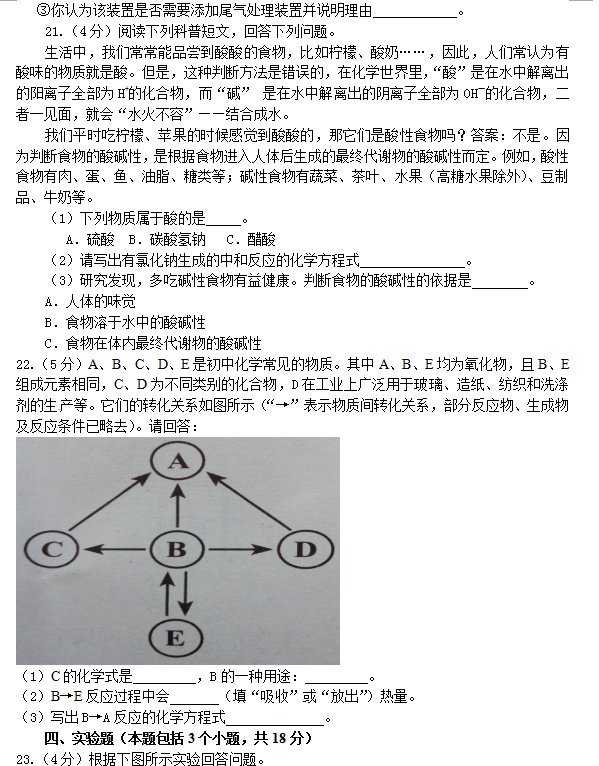 ③你认为该装置是否需要添加尾气处理装置并说明理由____________。
21.(4分)阅读下列科普短文，回答下列问题。
生活中，我们常常能品尝到酸酸的食物，比如柠檬、酸奶……，因此，人们常认为有
酸味的物质就是酸。但是，这种判断方法是错误的，在化学世界里，“酸”是在水中解离出
的阳离子全部为H⁺的化合物，而“碱” 是在水中解离出的阴离子全部为OH⁻的化合物，二
者一见面，就会“水火不容”——结合成水。
我们平时吃柠檬、苹果的时候感觉到酸酸的，那它们是酸性食物吗？答案：不是。因
为判断食物的酸碱性，是根据食物进入人体后生成的最终代谢物的酸碱性而定。例如，酸性
食物有肉、蛋、鱼、油脂、糖类等；碱性食物有蔬菜、茶叶、水果（高糖水果除外）、豆制
品、牛奶等。
（1）下列物质属于酸的是_____。
A．硫酸 B．碳酸氢钠 C．醋酸
（2）请写出有氯化钠生成的中和反应的化学方程式_______________。
（3）研究发现，多吃碱性食物有益健康。判断食物的酸碱性的依据是________。
A．人体的味觉
B．食物溶于水中的酸碱性
C．食物在体内最终代谢物的酸碱性
22.(5分)A、B、C、D、E是初中化学常见的物质。其中A、B、E均为氧化物，且B、E
组成元素相同，C、D为不同类别的化合物，D在工业上广泛用于玻璃、造纸、纺织和洗涤
剂的生产等。它们的转化关系如图所示（“→”表示物质间转化关系，部分反应物、生成物
及反应条件已略去）。请回答：
A
C B D
E
（1）C的化学式是_________，B的一种用途：_________。
（2）B→E反应过程中会_______（填“吸收”或“放出”）热量。
（3）写出B→A反应的化学方程式______________。
四、实验题（本题包括3个小题，共18分）
23.(4分)根据下图所示实验回答问题。